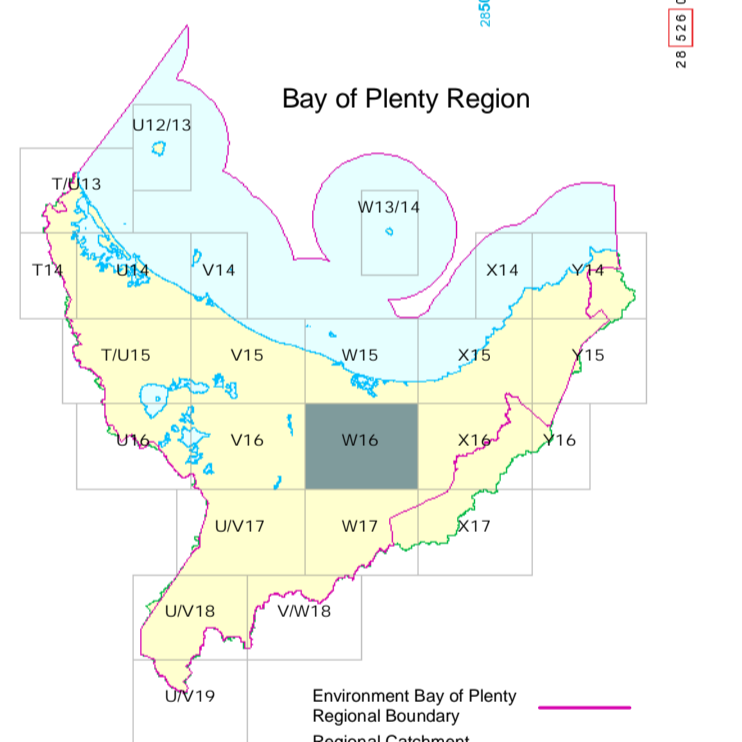 2850
28 526 0
Bay of Plenty Region
U12/13
T/U13
W13/14
T14
U14
V14
X14
Y14
T/U15
V15
W15
X15
Y15
U16
V16
W16
X16
Y16
U/V17
W17
X17
U/V18
V/W18
U/V19
Environment Bay of Plenty
Regional Boundary
Regional Catchment